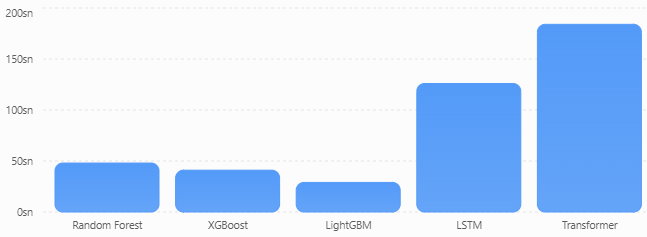 200sn
150sn
100sn
50sn
0sn
Random Forest XGBoost LightGBM LSTM Transformer